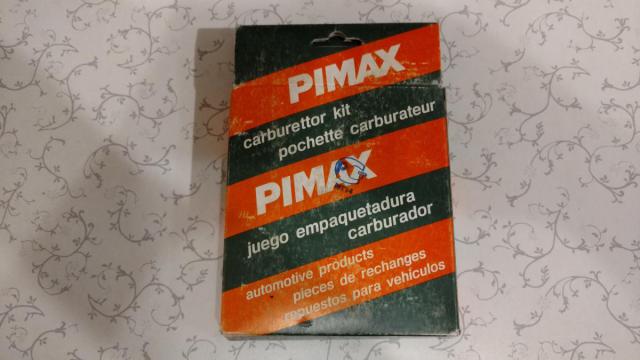 PIMAX
carburettor kit
pochette carburateur
PIMAX
juego empaquetadura
carburador
automotive products
pieces de rechanges
repuestos para vehiculos